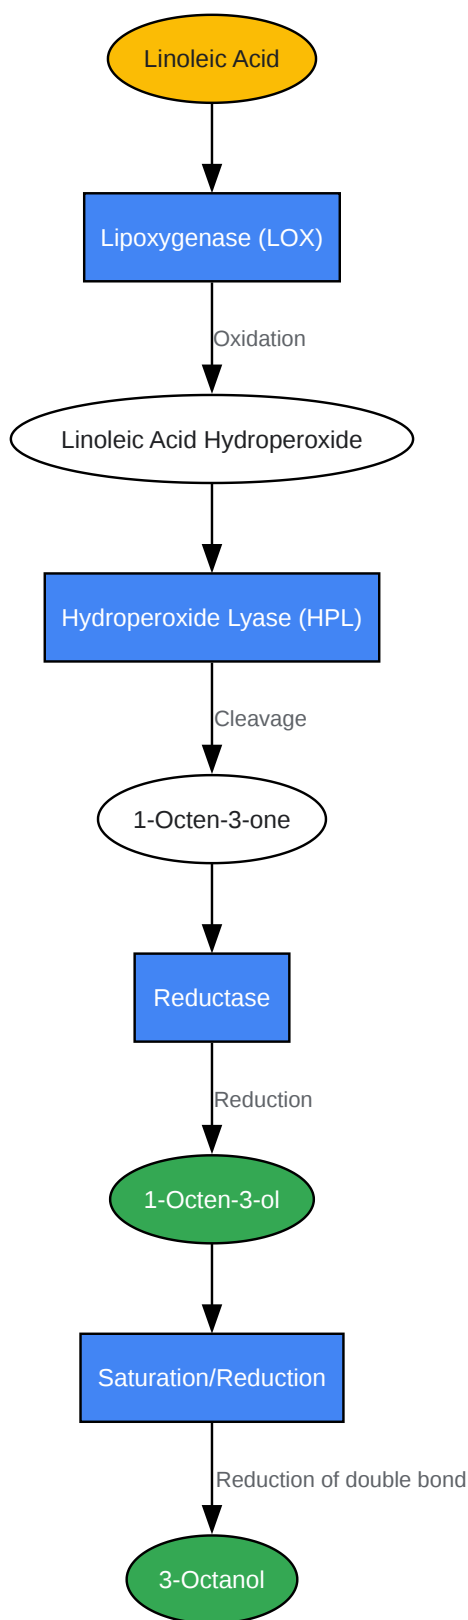 Linoleic Acid
Lipoxygenase (LOX)
Oxidation
Linoleic Acid Hydroperoxide
Hydroperoxide Lyase (HPL)
Cleavage
1-Octen-3-one
Reductase
Reduction
1-Octen-3-ol
Saturation/Reduction
Reduction of double bond
3-Octanol